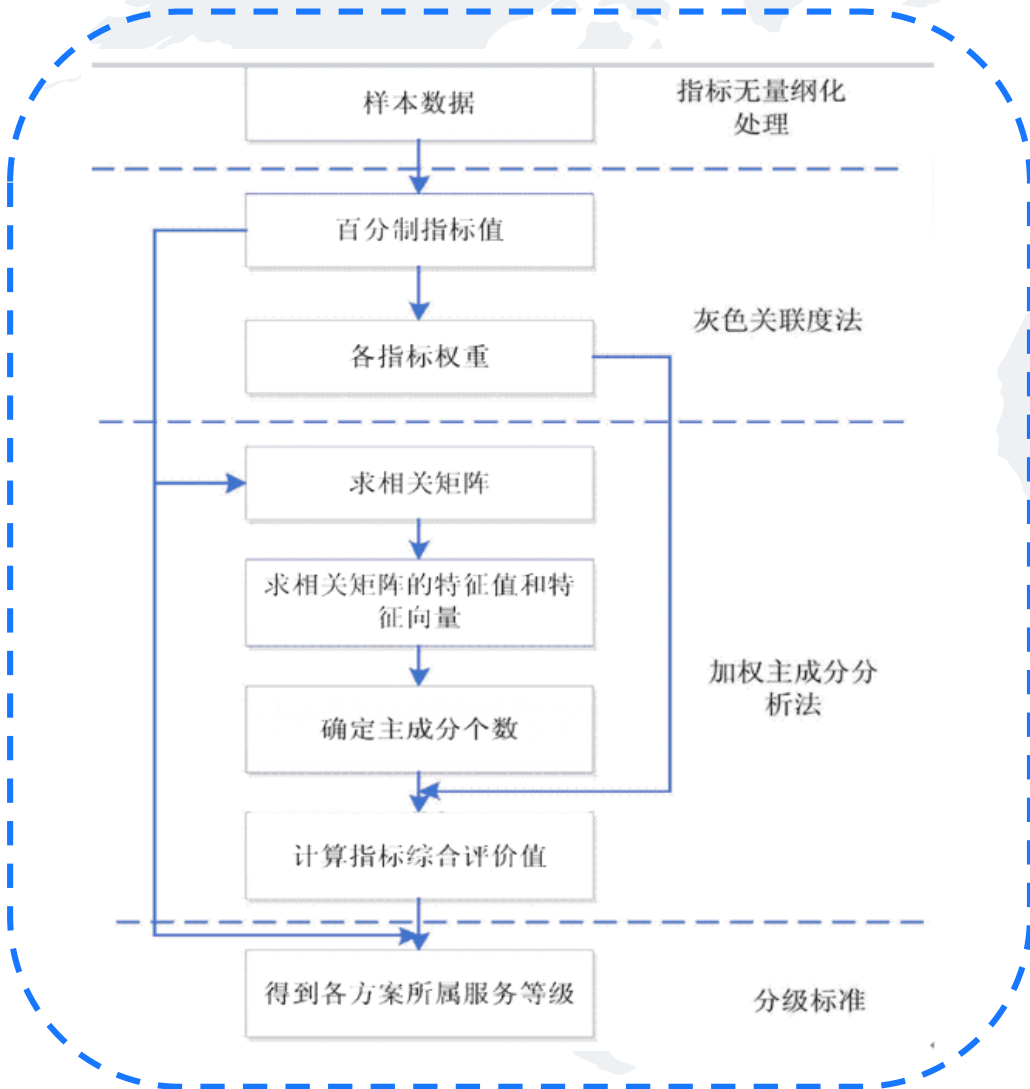 样本数据
指标无量纲化
处理
百分制指标值
灰色关联度法
各指标权重
求相关矩阵
求相关矩阵的特征值和特
征向量
加权主成分分
析法
确定主成分个数
计算指标综合评价值
得到各方案所属服务等级
分级标准